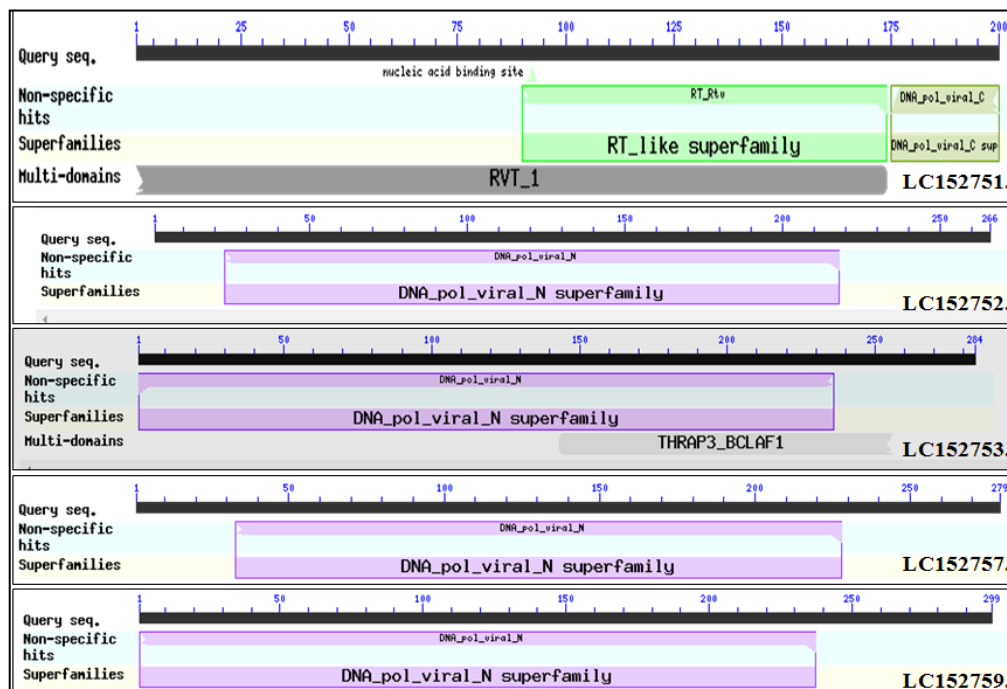 1 25 50 75 100 125 150 175 200
Query seq.
nucleic acid binding site
Non-specific hits RT_Rtv DNA_pol_viral_C
Superfamilies RT_like superfamily DNA_pol_viral_C sup
Multi-domains RVT_1 LC152751.
1 50 100 150 200 250 266
Query seq.
Non-specific hits DNA_pol_viral_N
Superfamilies DNA_pol_viral_N superfamily LC152752.
1 50 100 150 200 250 284
Query seq.
Non-specific hits DNA_pol_viral_N
Superfamilies DNA_pol_viral_N superfamily
Multi-domains THRAP3_BCLAF1 LC152753.
1 50 100 150 200 250 279
Query seq.
Non-specific hits DNA_pol_viral_N
Superfamilies DNA_pol_viral_N superfamily LC152757.
1 50 100 150 200 250 299
Query seq.
Non-specific hits DNA_pol_viral_N
Superfamilies DNA_pol_viral_N superfamily LC152759.